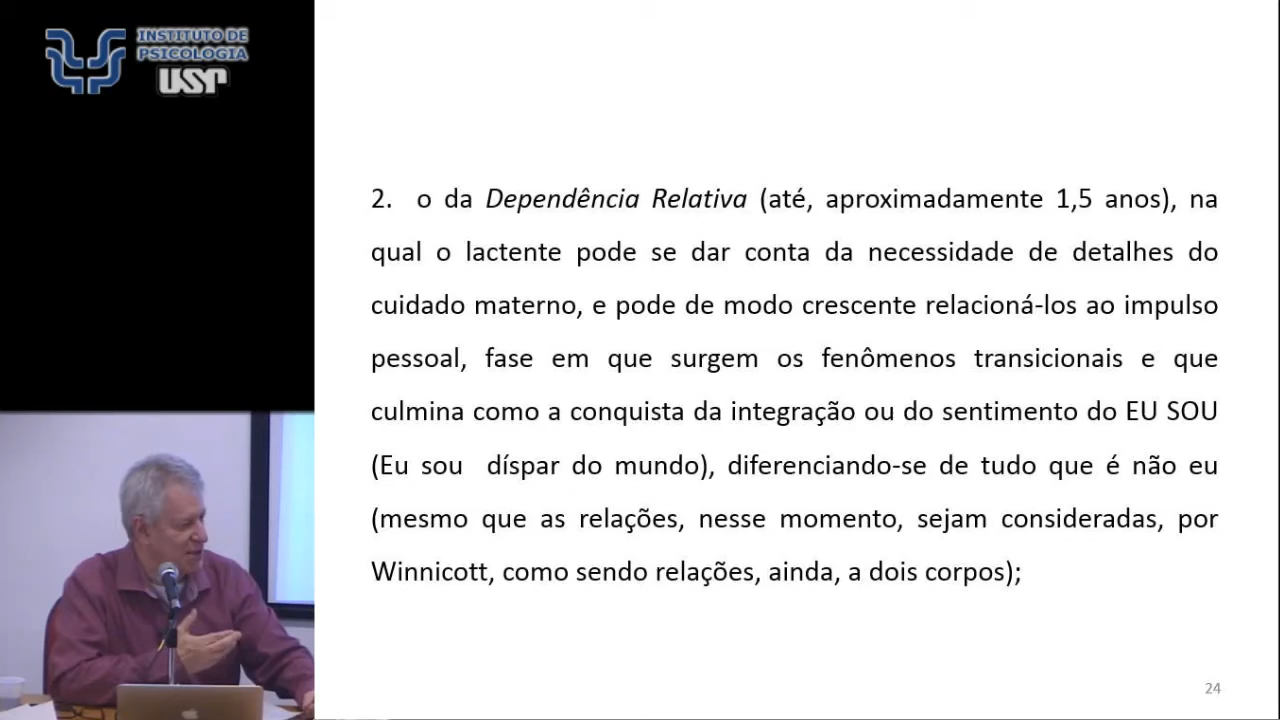 INSTITUTO DE
PSICOLOGIA
USP
2. o da Dependência Relativa (até, aproximadamente 1,5 anos), na
qual o lactente pode se dar conta da necessidade de detalhes do
cuidado materno, e pode de modo crescente relacioná-los ao impulso
pessoal, fase em que surgem os fenômenos transicionais e que
culmina como a conquista da integração ou do sentimento do EU SOU
(Eu sou díspar do mundo), diferenciando-se de tudo que é não eu
(mesmo que as relações, nesse momento, sejam consideradas, por
Winnicott, como sendo relações, ainda, a dois corpos);
24